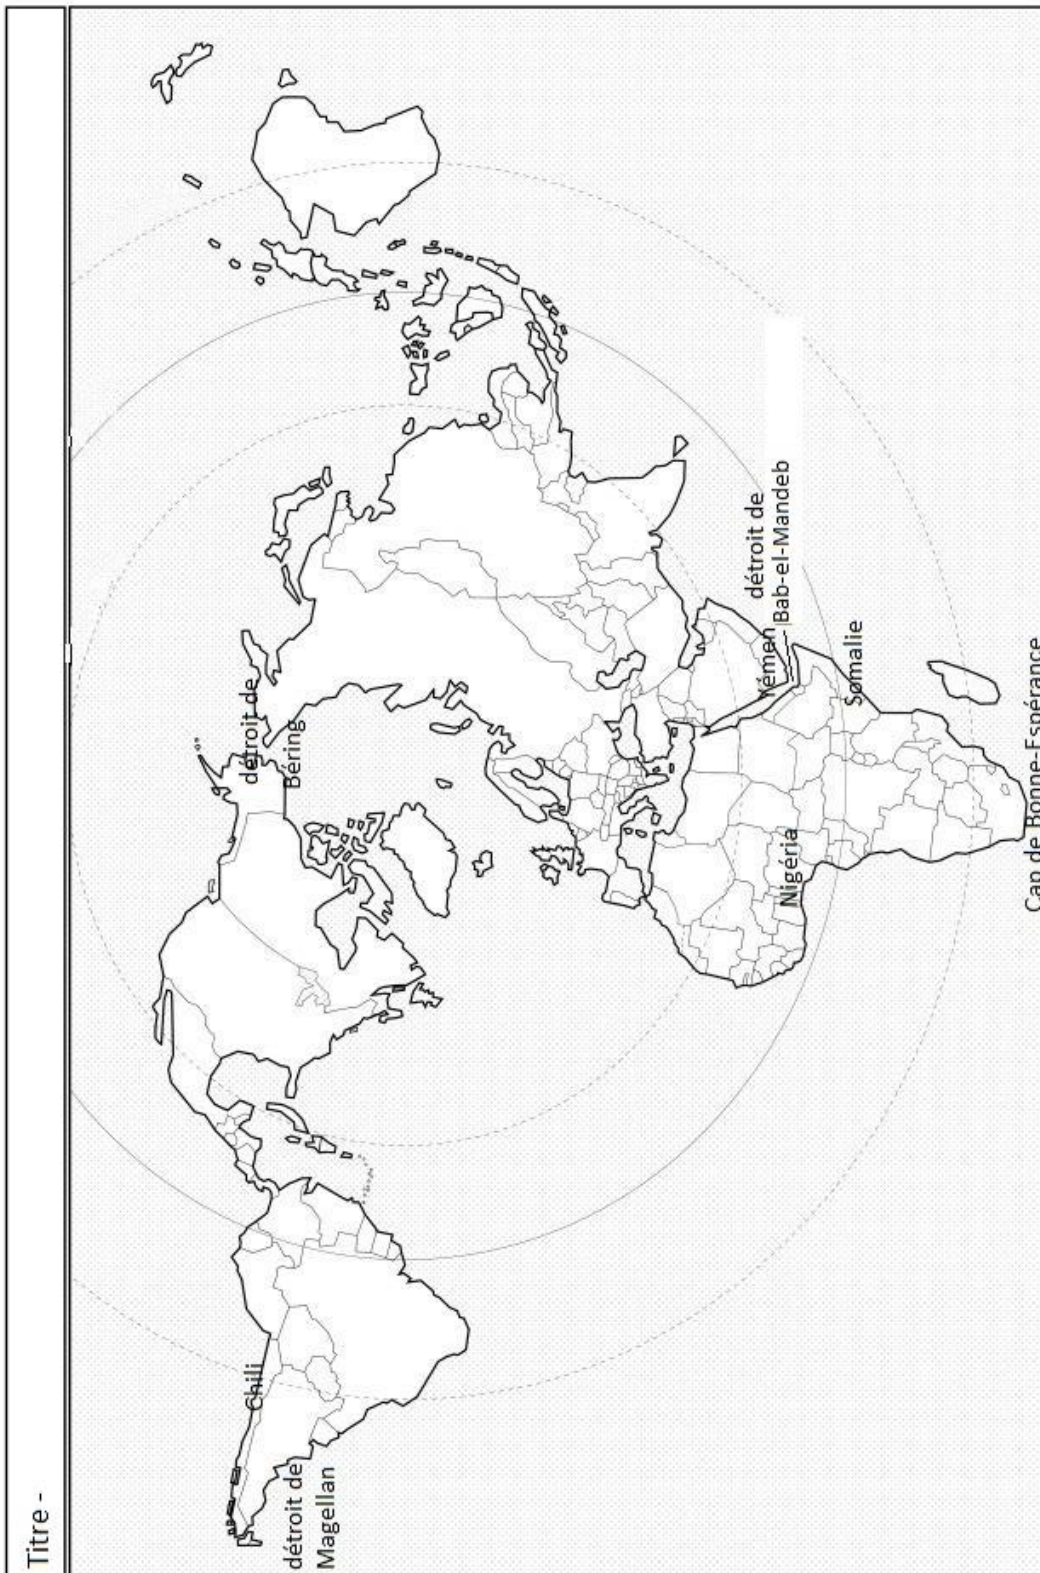 Titre -
détroit de
Béring
détroit de
Bab-el-Mandeb
Yémen
Somalie
Nigéria
Chili
détroit de
Magellan
Cap de Bonne-Espérance